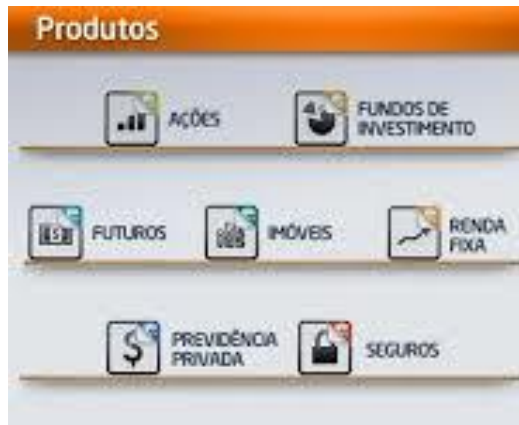 Produtos
AÇÕES
FUNDOS DE
INVESTIMENTO
FUTUROS
IMÓVEIS
RENDA
FIXA
$
PREVIDÊNCIA
PRIVADA
SEGUROS